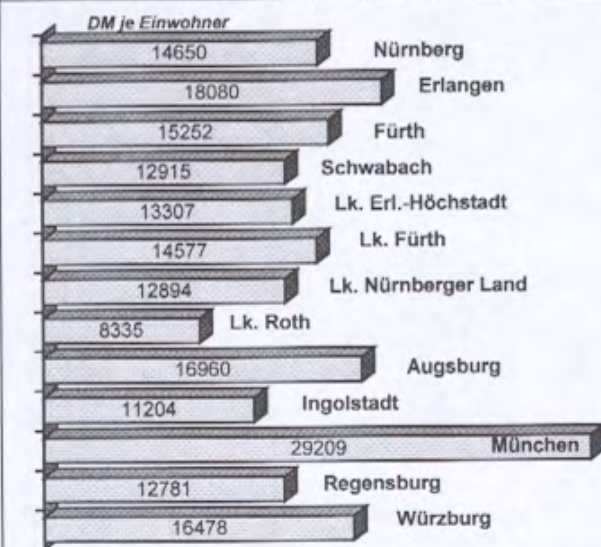 DM je Einwohner
14650 Nürnberg
18080 Erlangen
15252 Fürth
12915 Schwabach
13307 Lk. Erl.-Höchstadt
14577 Lk. Fürth
12894 Lk. Nürnberger Land
8335 Lk. Roth
16960 Augsburg
11204 Ingolstadt
29209 München
12781 Regensburg
16478 Würzburg